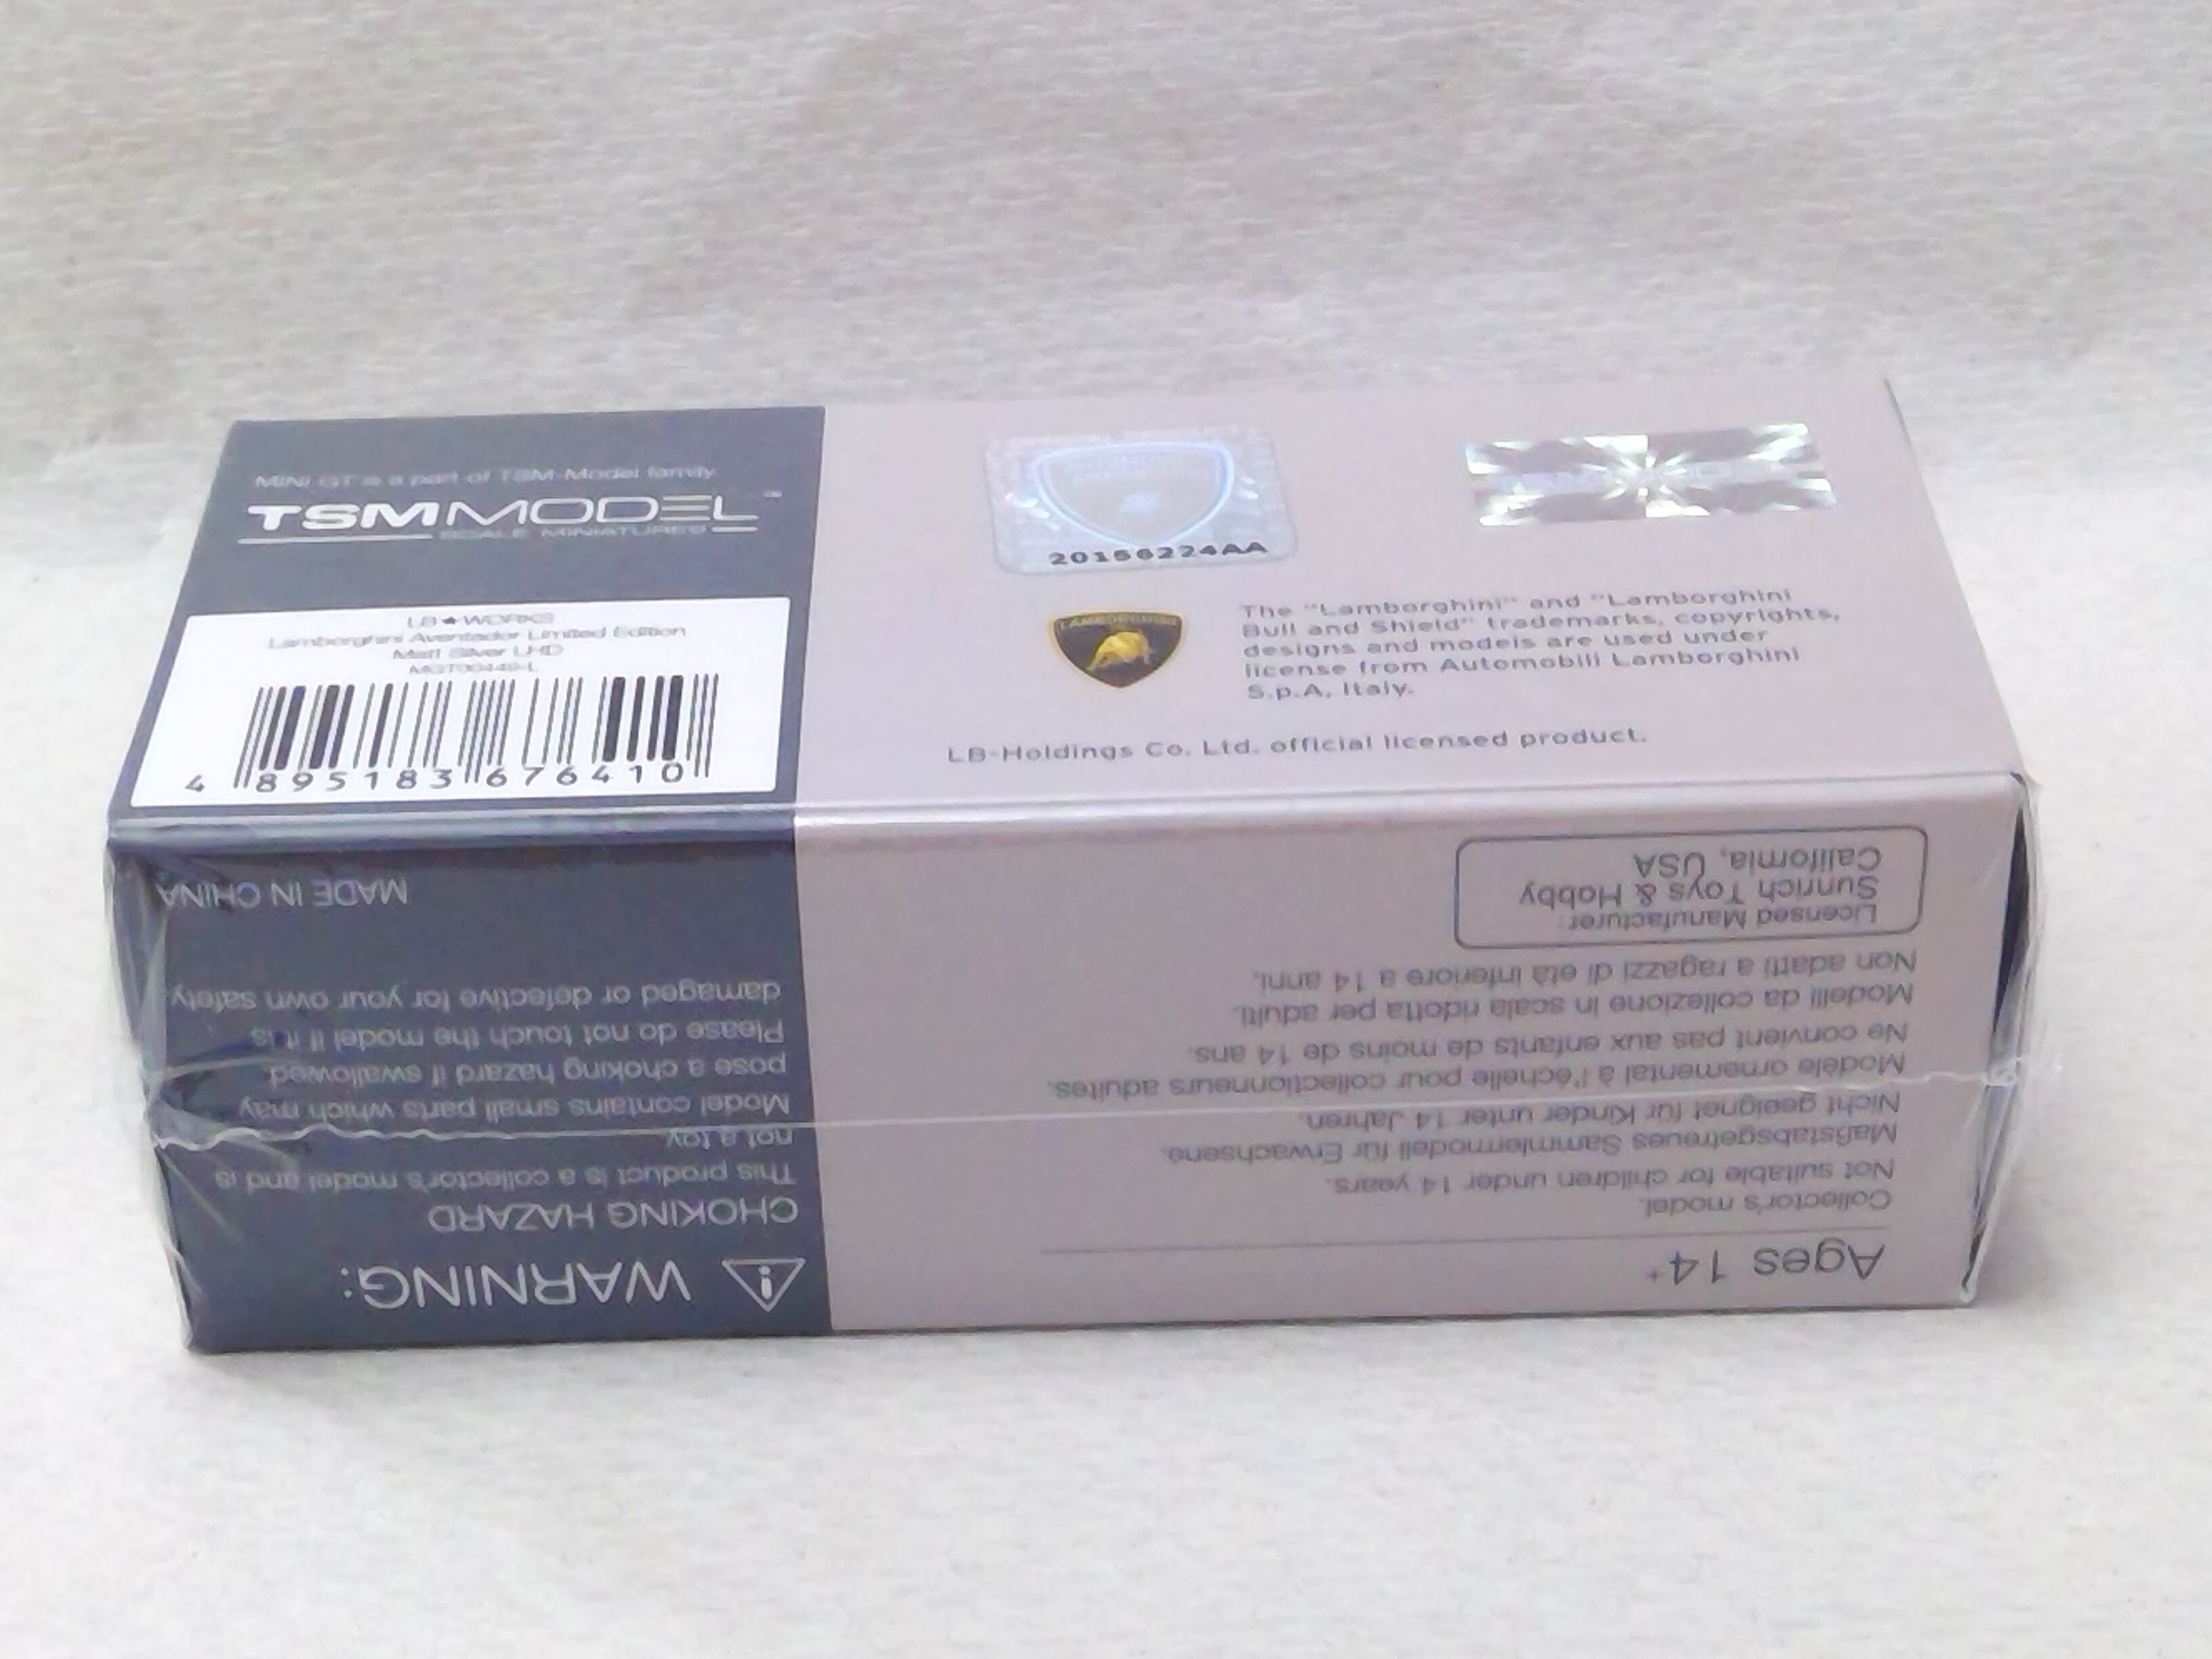 MINI GT is a part of TSM-Model family
TSMMODEL™
SCALE MINIATURES
LB★WORKS
Lamborghini Aventador Limited Edition
Matt Silver LHD
MGT00449-L
4 895183 676410
20156224AA
LAMBORGHINI
The "Lamborghini" and "Lamborghini
Bull and Shield" trademarks, copyrights,
designs and models are used under
license from Automobili Lamborghini
S.p.A, Italy.
LB-Holdings Co. Ltd. official licensed product.
WARNING:
CHOKING HAZARD
This product is a collector's model and is
not a toy.
Model contains small parts which may
pose a choking hazard if swallowed.
Please do not touch the model if it is
damaged or defective for your own safety.
MADE IN CHINA
Ages 14+
Collector's model.
Not suitable for children under 14 years.
Maßstabsgetreues Sammlermodell für Erwachsene.
Nicht geeignet für Kinder unter 14 Jahren.
Modèle ornemental à l'échelle pour collectionneurs adultes.
Ne convient pas aux enfants de moins de 14 ans.
Modelli da collezione in scala ridotta per adulti.
Non adatti a ragazzi di età inferiore a 14 anni.
Licensed Manufacturer:
Sunrich Toys & Hobby
California, USA